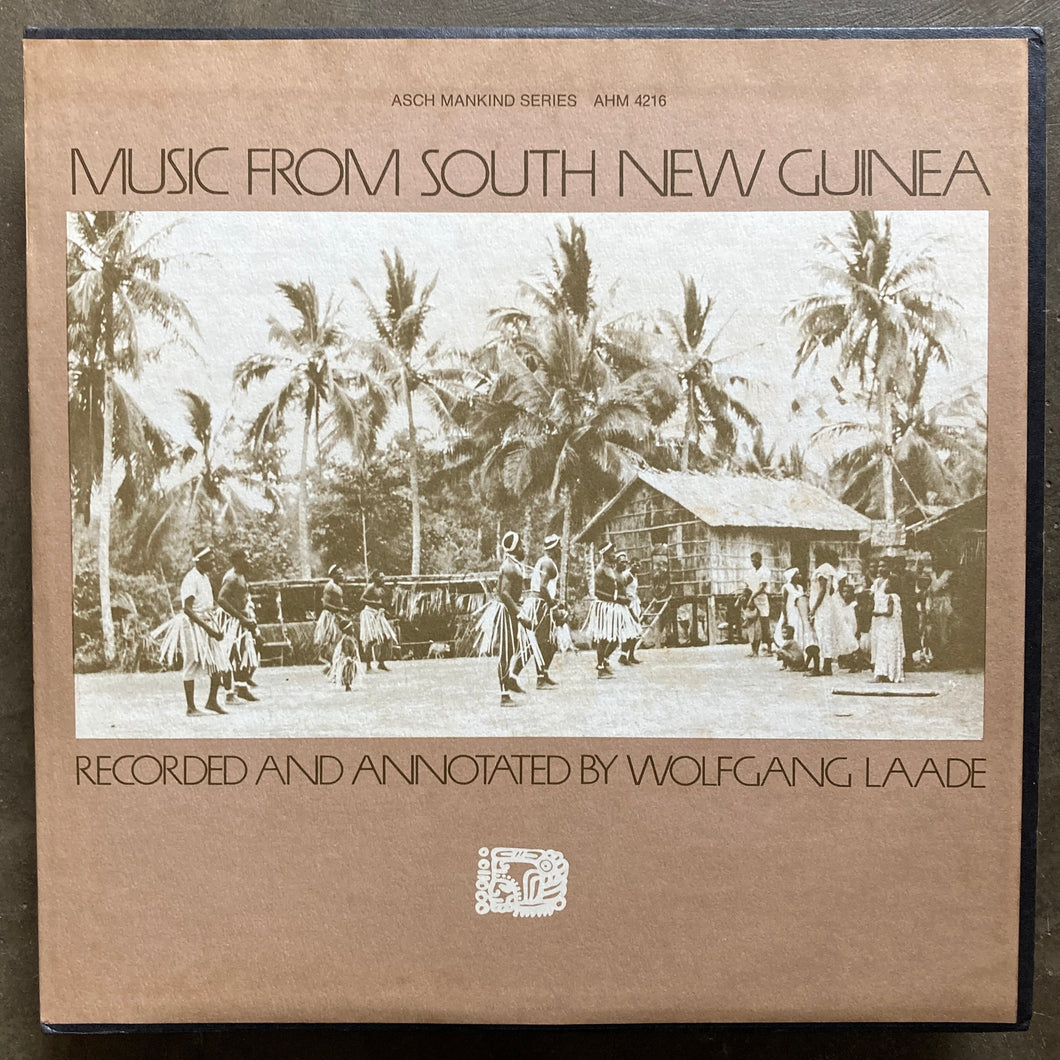 ASCH MANKIND SERIES AHM 4216
MUSIC FROM SOUTH NEW GUINEA
RECORDED AND ANNOTATED BY WOLFGANG LAADE